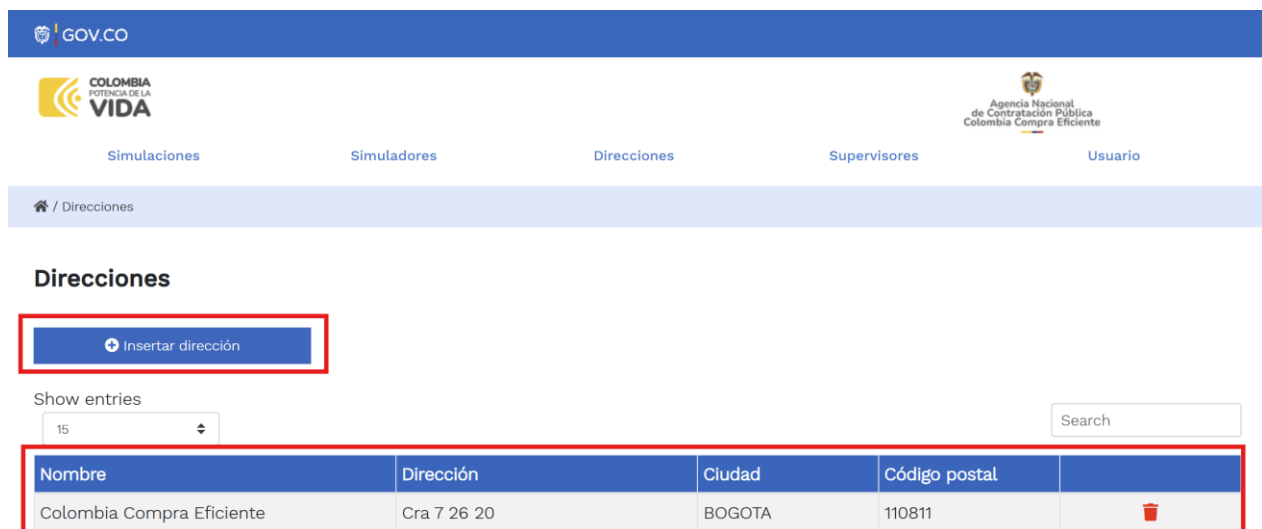 GOV.CO
COLOMBIA
POTENCIA DE LA
VIDA
Agencia Nacional
de Contratación Pública
Colombia Compra Eficiente
Simulaciones Simuladores Direcciones Supervisores Usuario
/ Direcciones
Direcciones
Insertar dirección
Show entries
15
Search
Nombre Dirección Ciudad Código postal
Colombia Compra Eficiente Cra 7 26 20 BOGOTA 110811